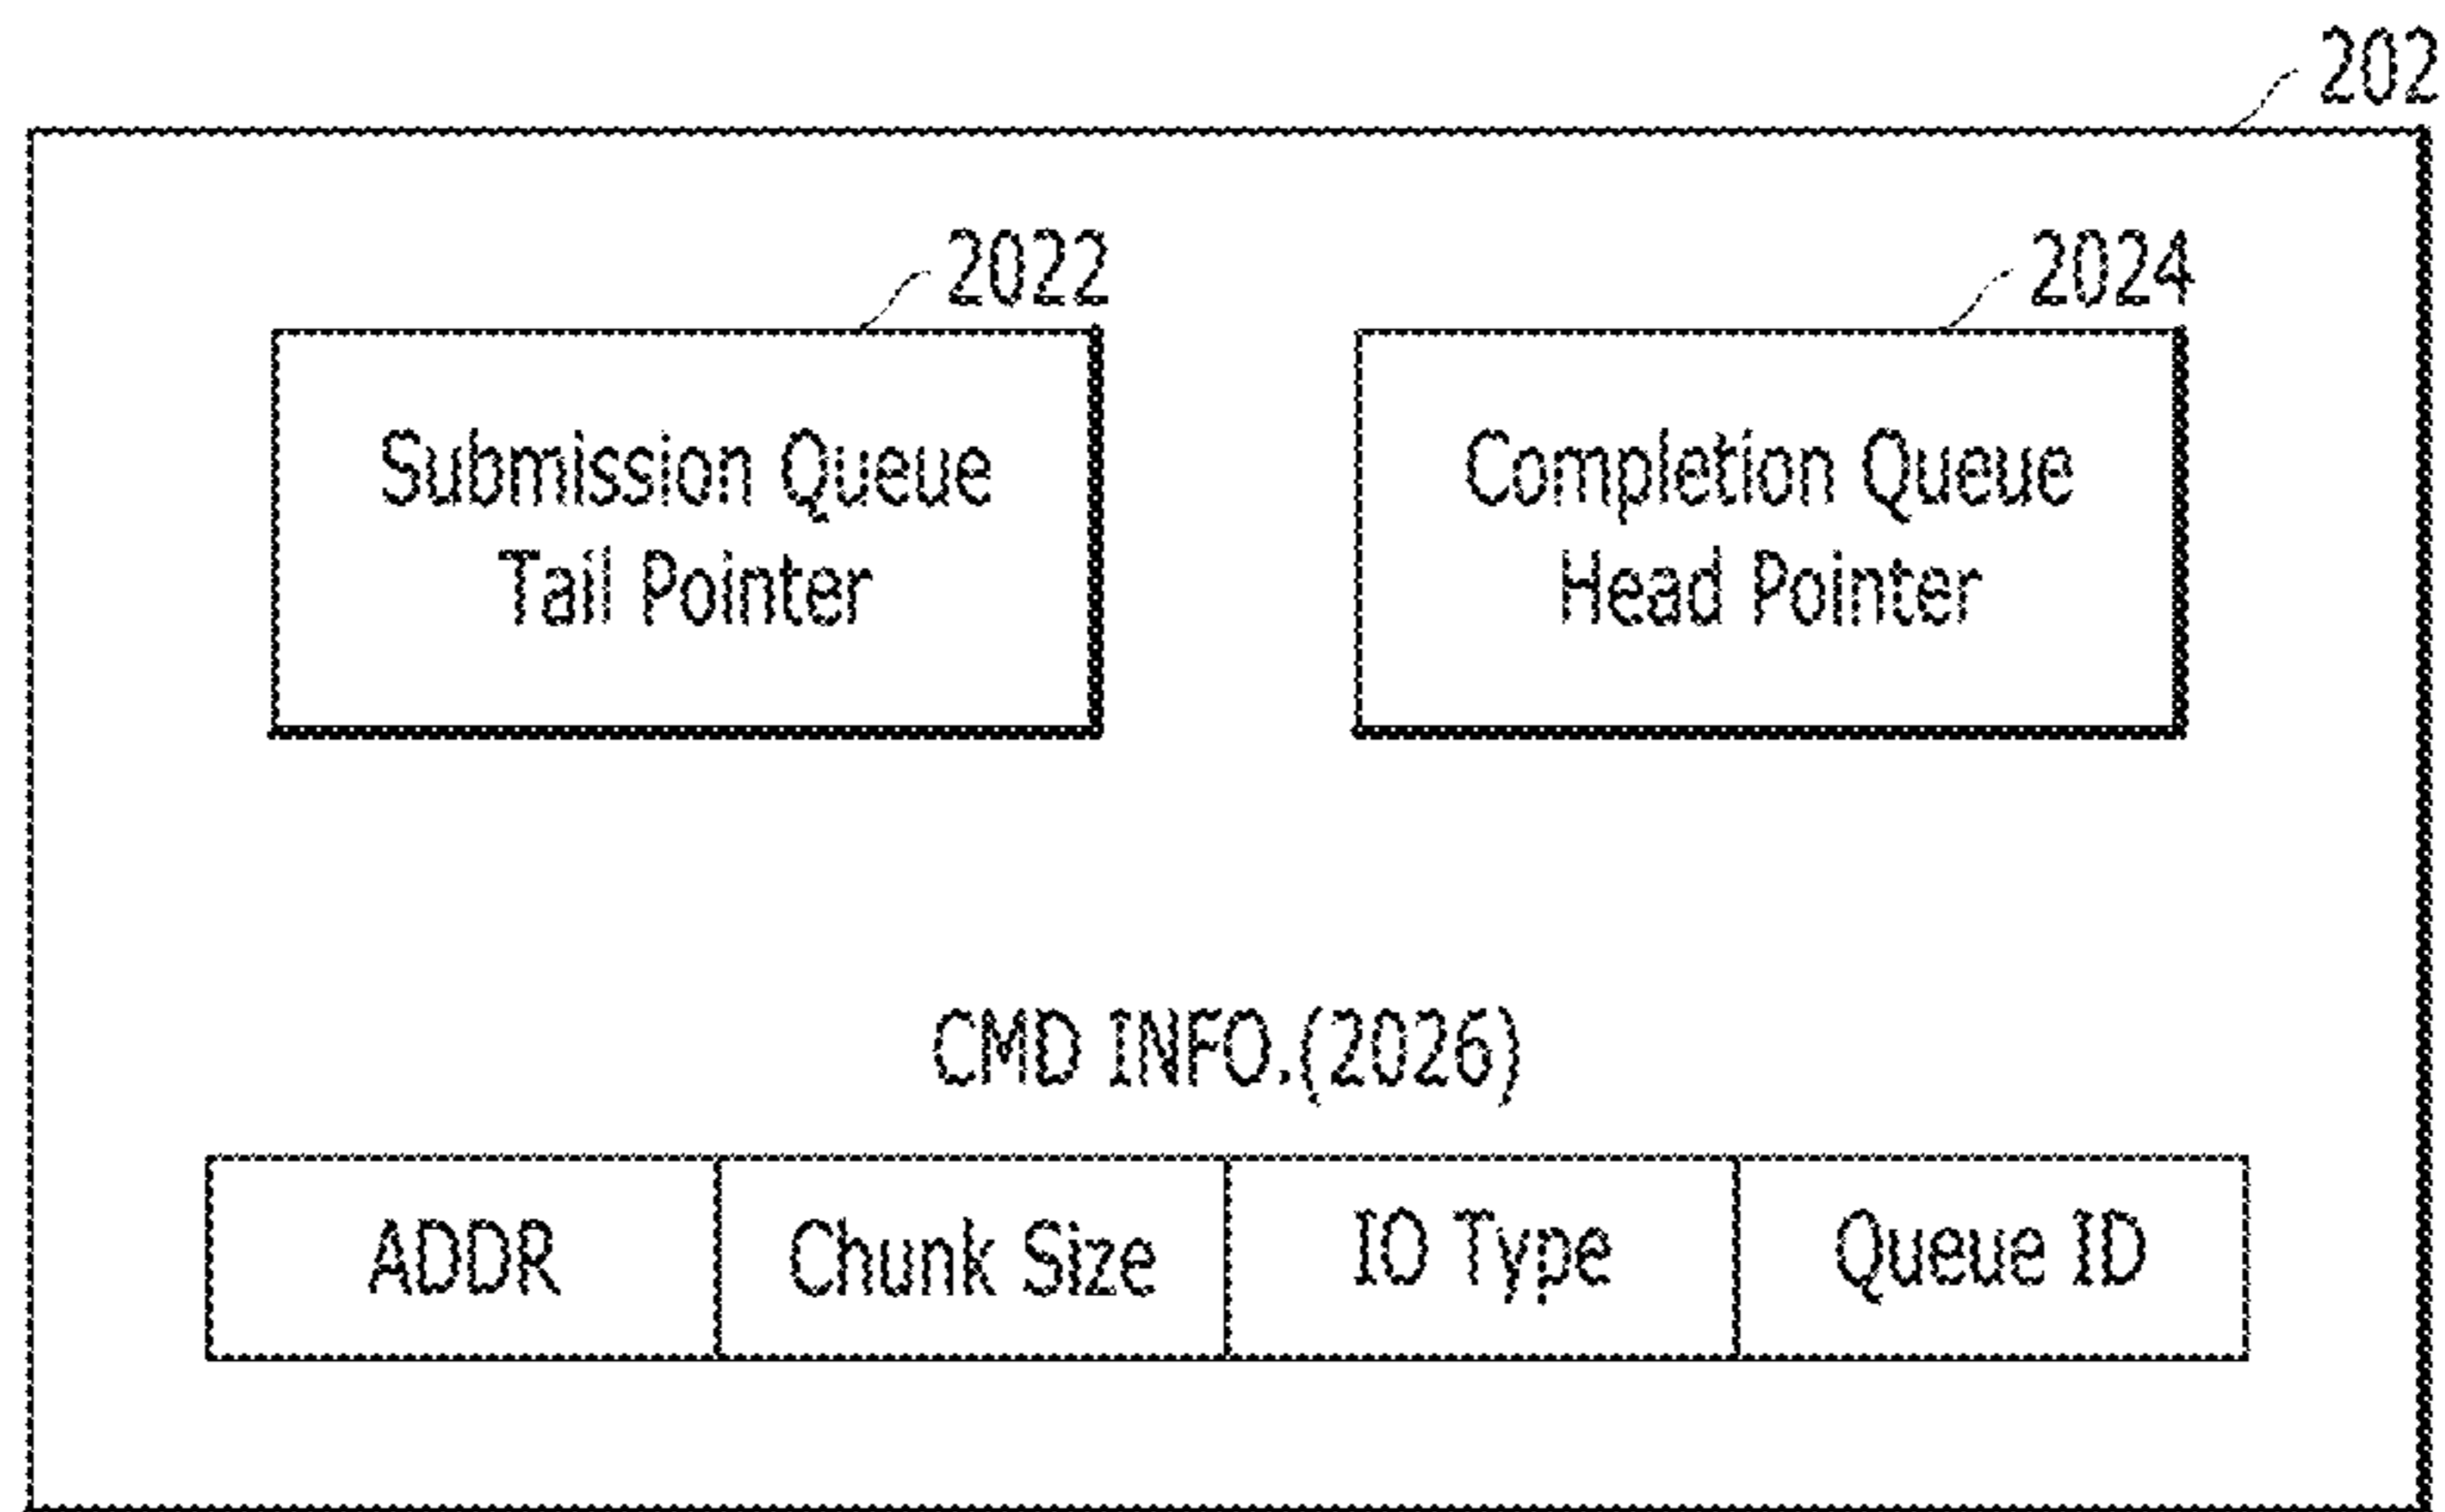 202
2022
2024
Submission Queue
Tail Pointer
Completion Queue
Head Pointer
CMD INFO.(2026)
ADDR
Chunk Size
IO Type
Queue ID